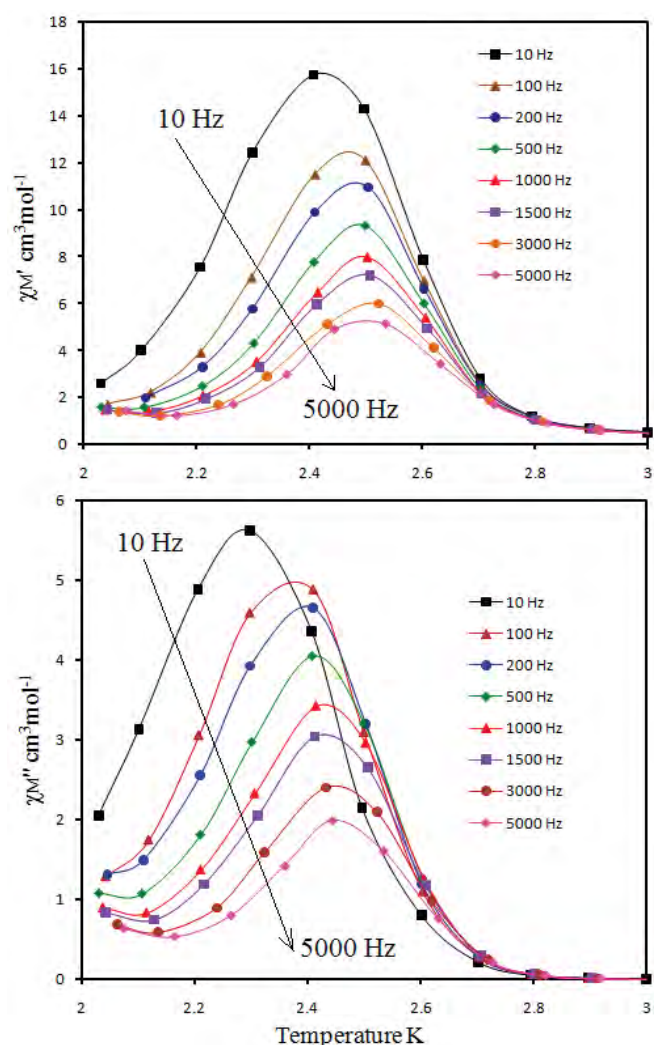 18
16
14
12
10
8
6
4
2
0
χM' cm³mol⁻¹
10 Hz
5000 Hz
10 Hz
100 Hz
200 Hz
500 Hz
1000 Hz
1500 Hz
3000 Hz
5000 Hz
2 2.2 2.4 2.6 2.8 3
6
5
4
3
2
1
0
χM" cm³mol⁻¹
10 Hz
5000 Hz
10 Hz
100 Hz
200 Hz
500 Hz
1000 Hz
1500 Hz
3000 Hz
5000 Hz
2 2.2 2.4 2.6 2.8 3
Temperature K